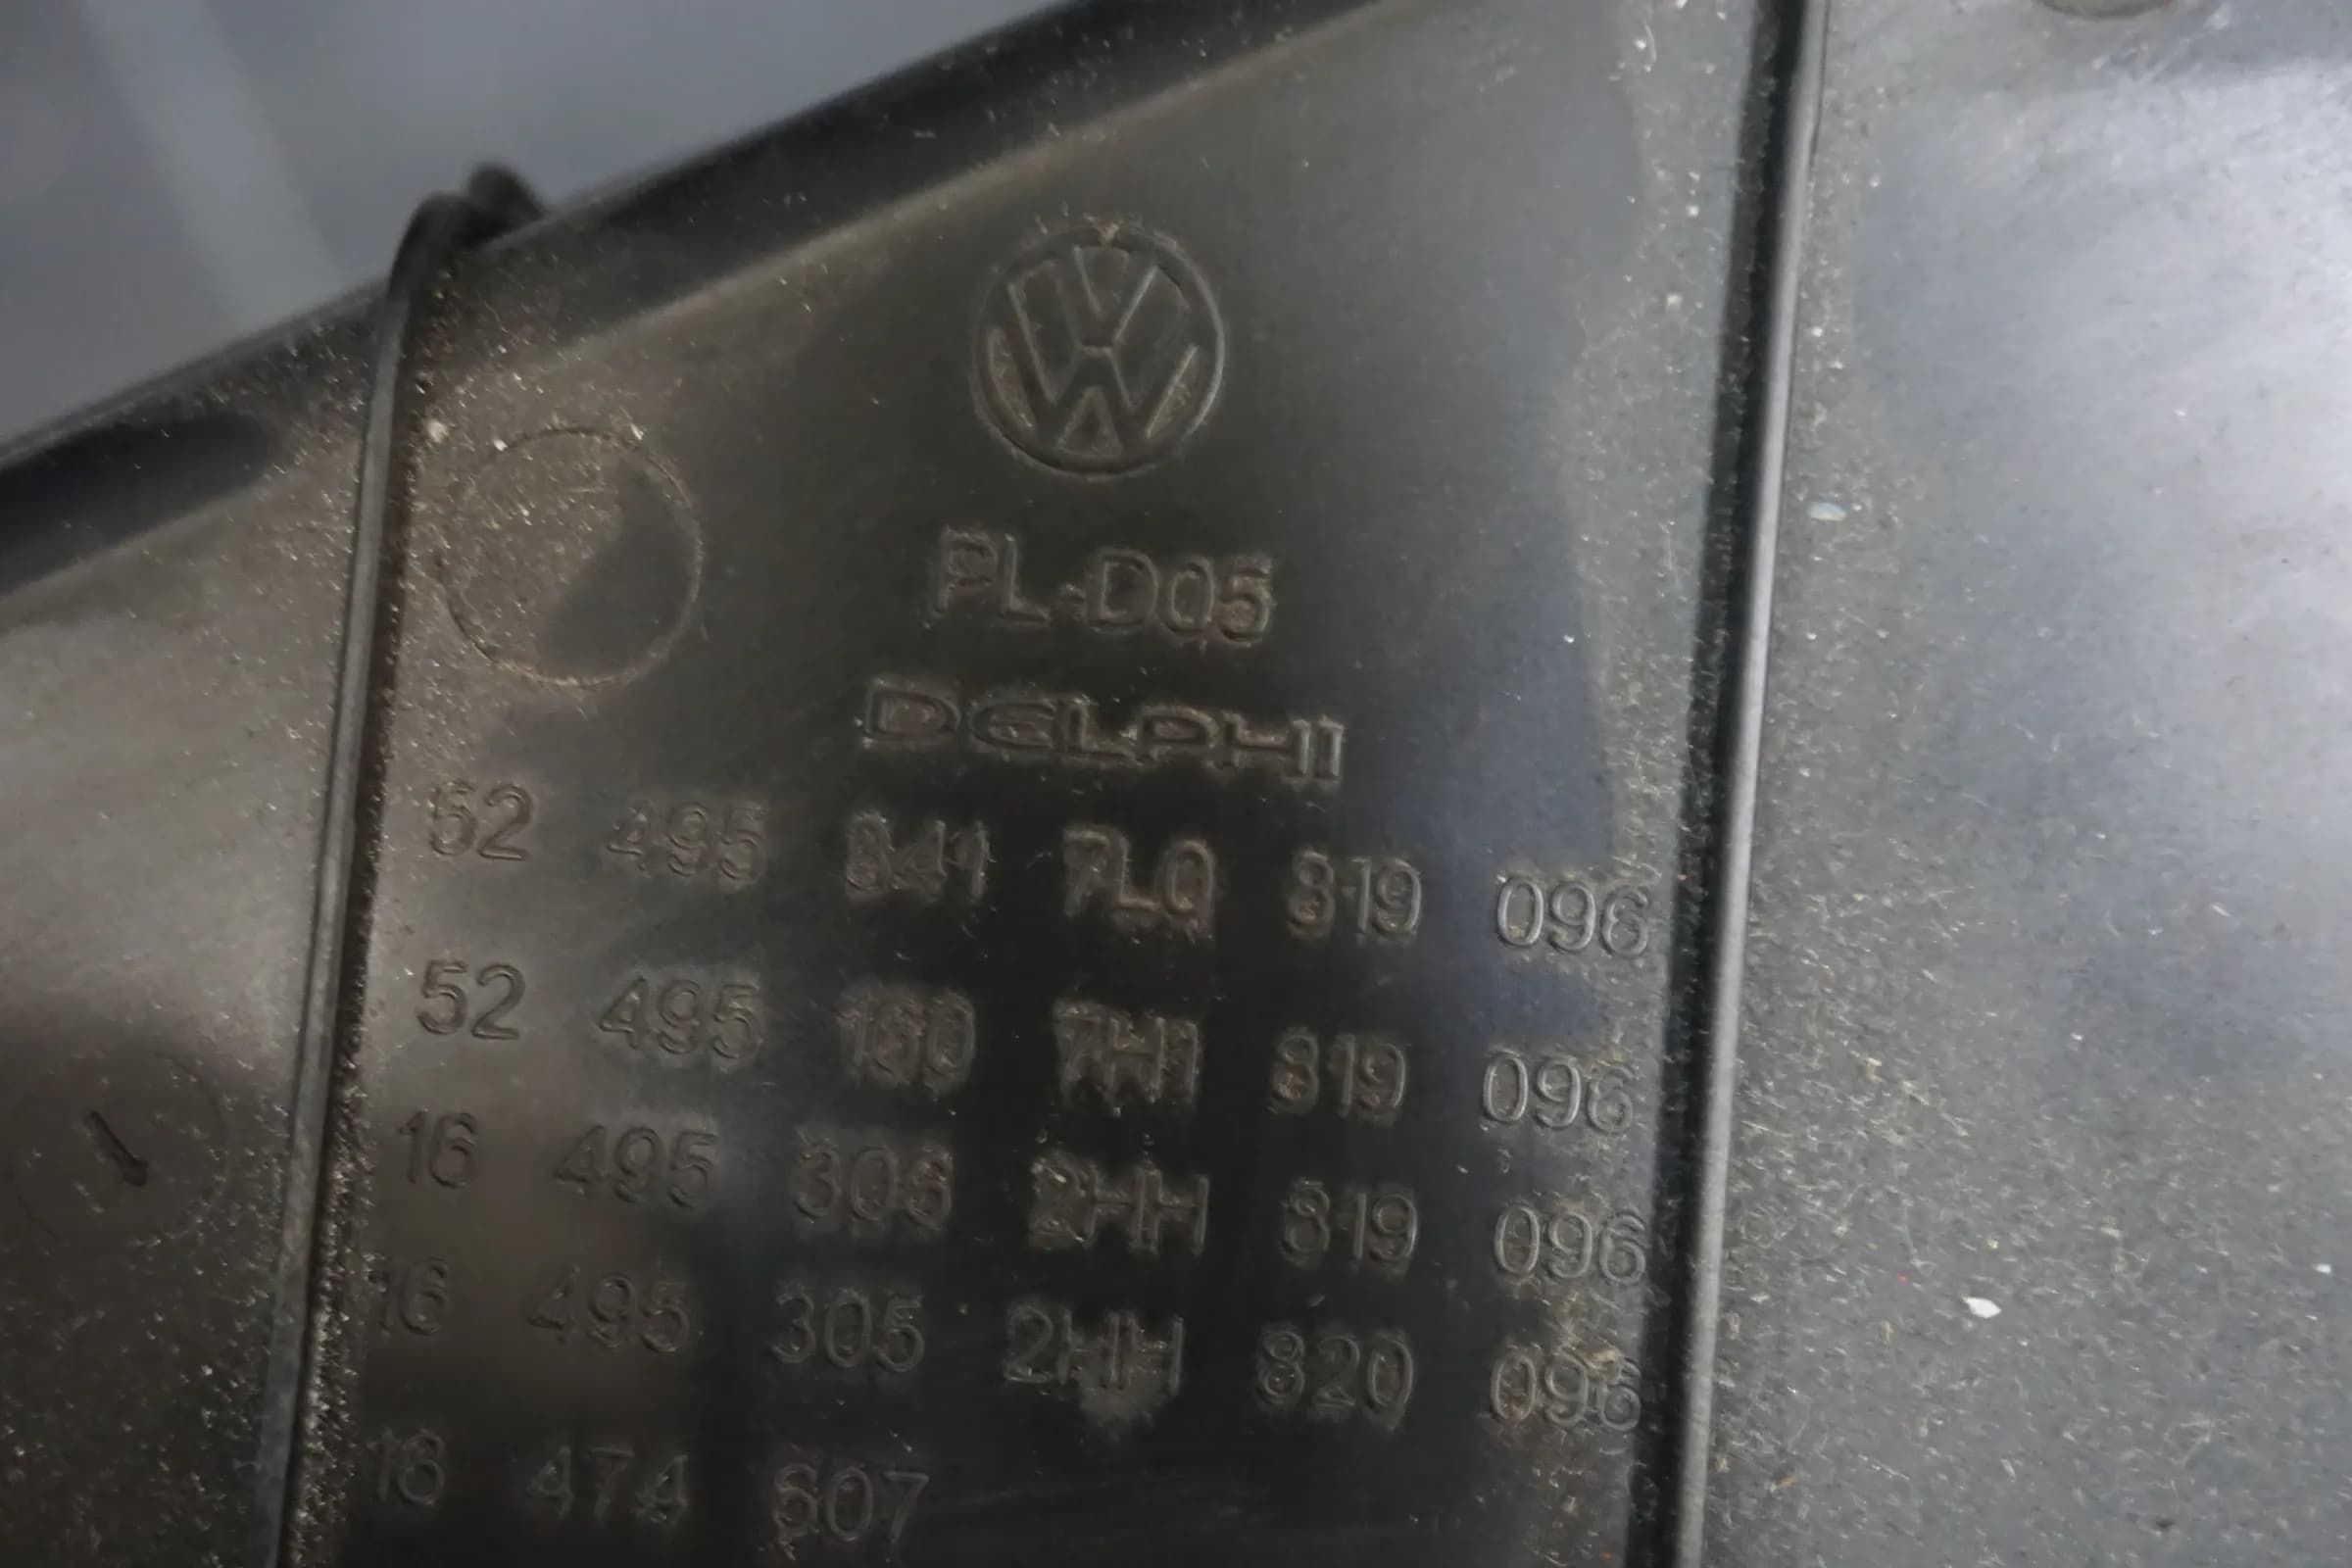 PL-D05
DELPHI
52 495 841 7L0 819 096
52 495 160 7H1 819 096
16 495 306 2HH 819 096
16 495 305 2HH 820 096
16 474 607